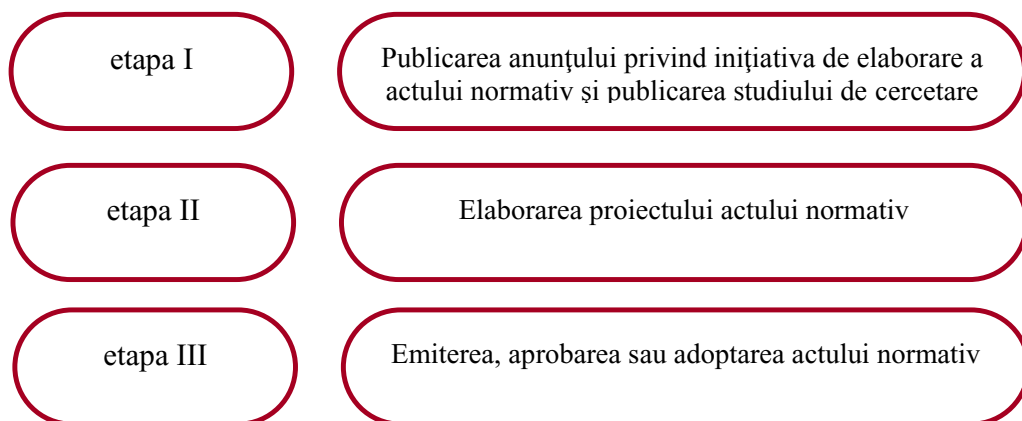 etapa I
Publicarea anunţului privind iniţiativa de elaborare a
actului normativ şi publicarea studiului de cercetare
etapa II
Elaborarea proiectului actului normativ
etapa III
Emiterea, aprobarea sau adoptarea actului normativ